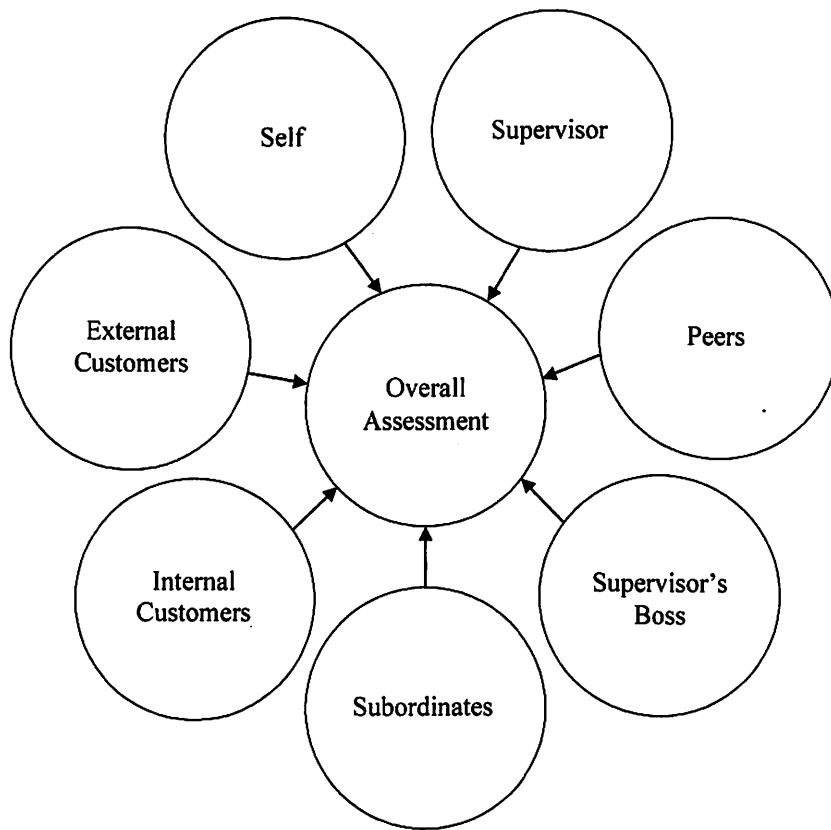 Self
Supervisor
External
Customers
Peers
Overall
Assessment
Internal
Customers
Supervisor's
Boss
Subordinates